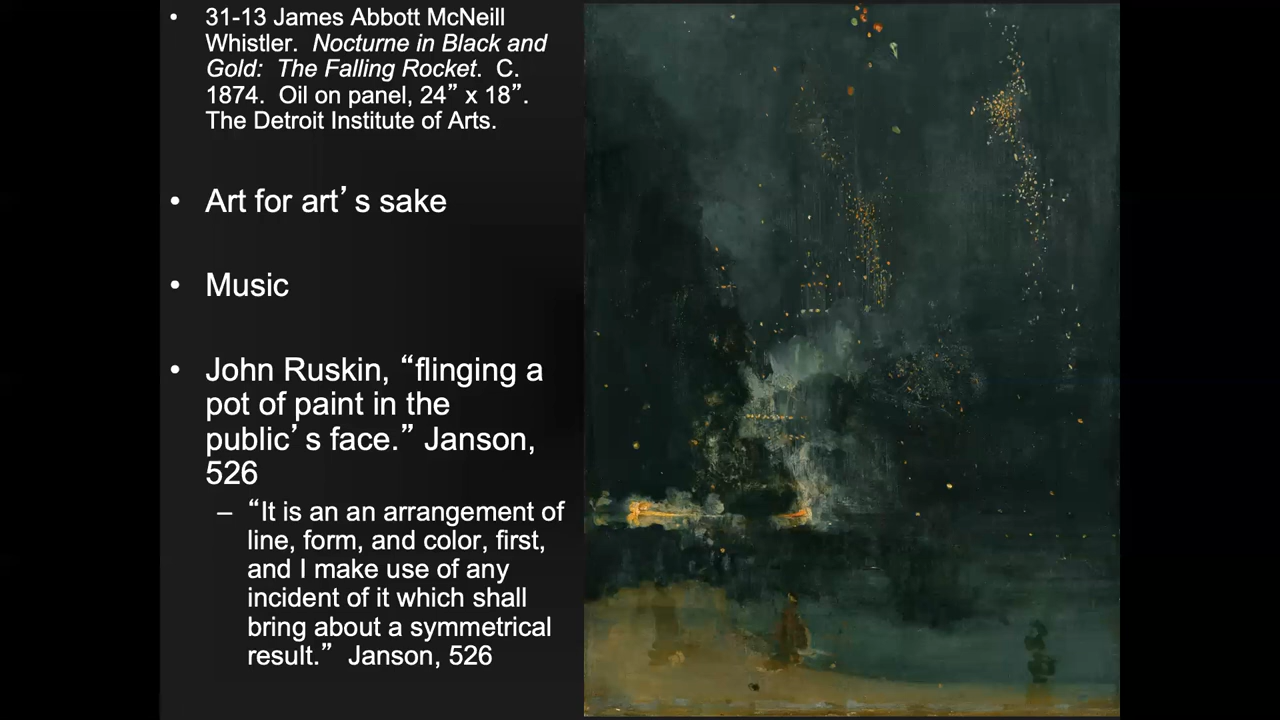 • 31-13 James Abbott McNeill
Whistler. Nocturne in Black and
Gold: The Falling Rocket. C.
1874. Oil on panel, 24” x 18”.
The Detroit Institute of Arts.
• Art for art’s sake
• Music
• John Ruskin, “flinging a
pot of paint in the
public’s face.” Janson,
526
– “It is an an arrangement of
line, form, and color, first,
and I make use of any
incident of it which shall
bring about a symmetrical
result.” Janson, 526